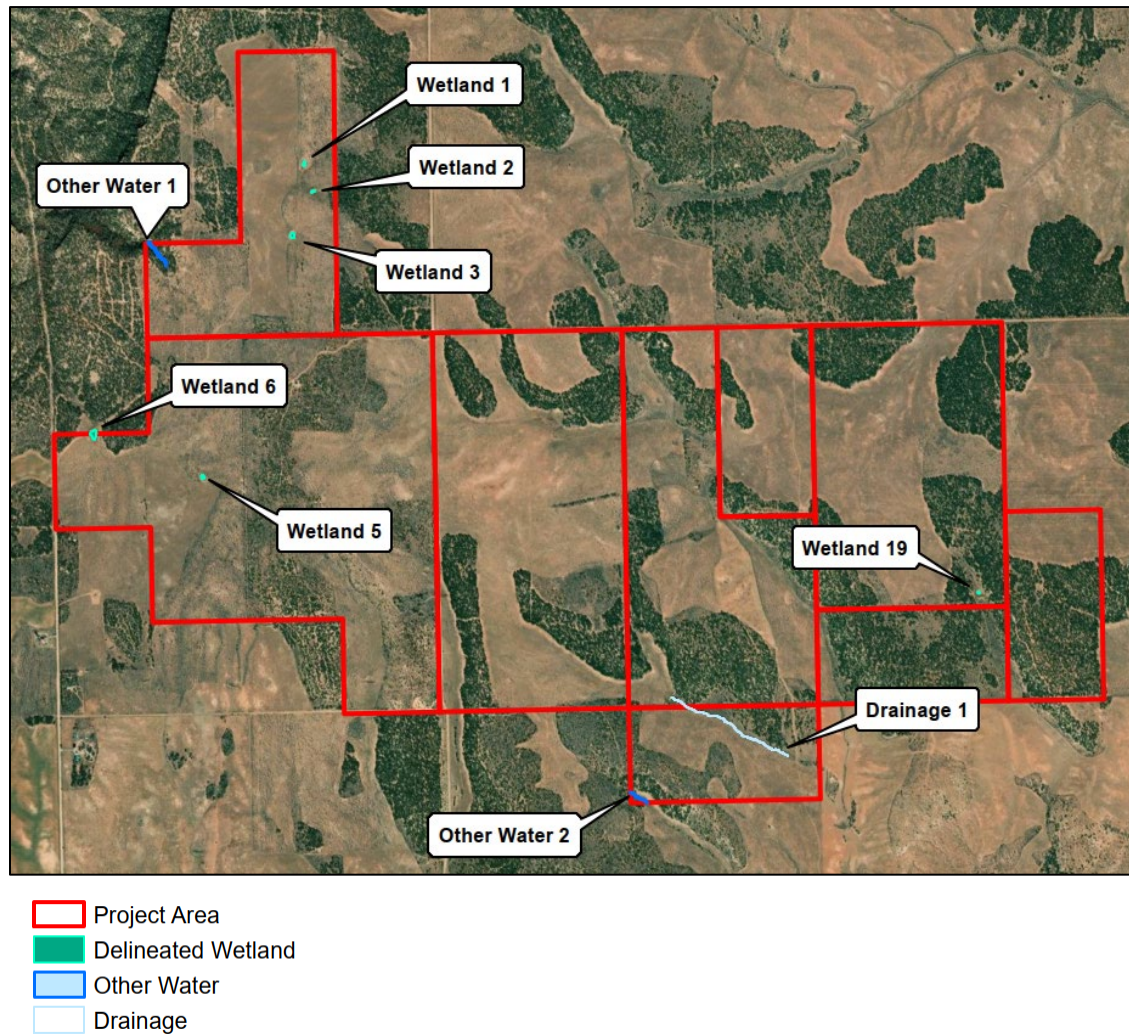 Wetland 1
Wetland 2
Other Water 1
Wetland 3
Wetland 6
Wetland 5
Wetland 19
Drainage 1
Other Water 2
Project Area
Delineated Wetland
Other Water
Drainage